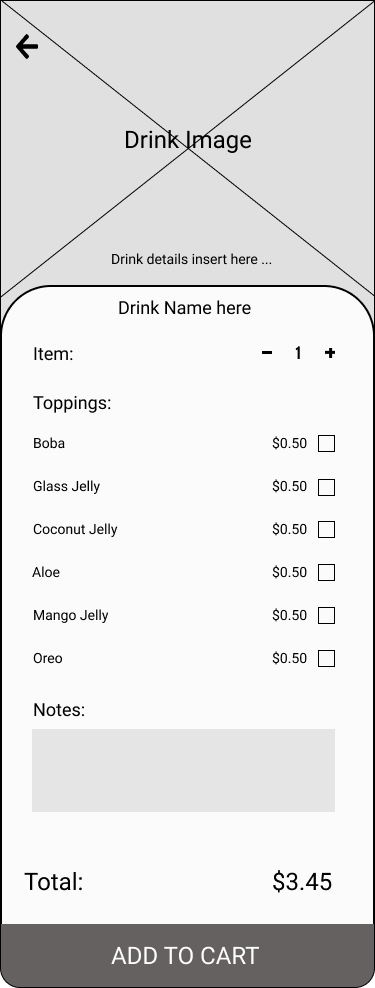 Drink Image
Drink details insert here ...
Drink Name here
Item: - 1 +
Toppings:
Boba $0.50
Glass Jelly $0.50
Coconut Jelly $0.50
Aloe $0.50
Mango Jelly $0.50
Oreo $0.50
Notes:
Total: $3.45
ADD TO CART